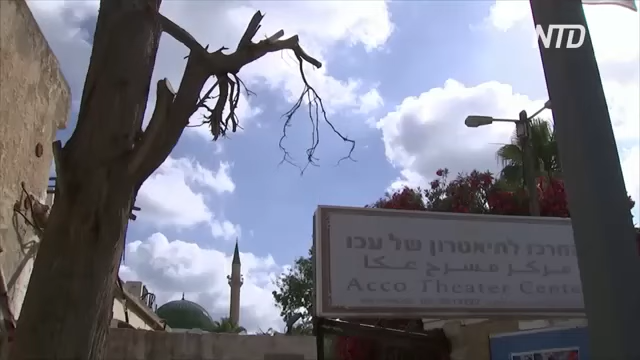 NTD
המרכז לתיאטרון של עכו
مركز مسرح عكا
Acco Theater Center